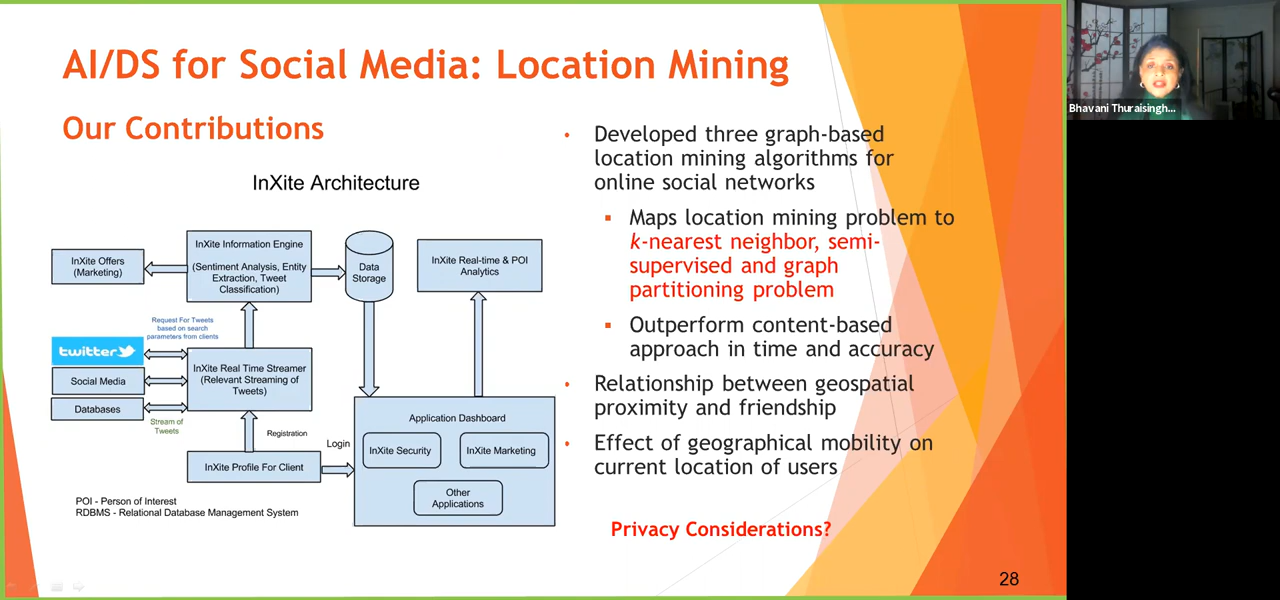 AI/DS for Social Media: Location Mining
Our Contributions
InXite Architecture
InXite Offers
(Marketing)
InXite Information Engine
(Sentiment Analysis, Entity
Extraction, Tweet
Classification)
Data
Storage
InXite Real-time & POI
Analytics
Request For Tweets
based on search
parameters from clients
twitter
Social Media
Databases
Stream of
Tweets
InXite Real Time Streamer
(Relevant Streaming of
Tweets)
Registration
Login
InXite Profile For Client
Application Dashboard
InXite Security
InXite Marketing
Other
Applications
POI - Person of Interest
RDBMS - Relational Database Management System
• Developed three graph-based
location mining algorithms for
online social networks
▪ Maps location mining problem to
k-nearest neighbor, semi-
supervised and graph
partitioning problem
▪ Outperform content-based
approach in time and accuracy
• Relationship between geospatial
proximity and friendship
• Effect of geographical mobility on
current location of users
Privacy Considerations?
28
Bhavani Thuraisingh...